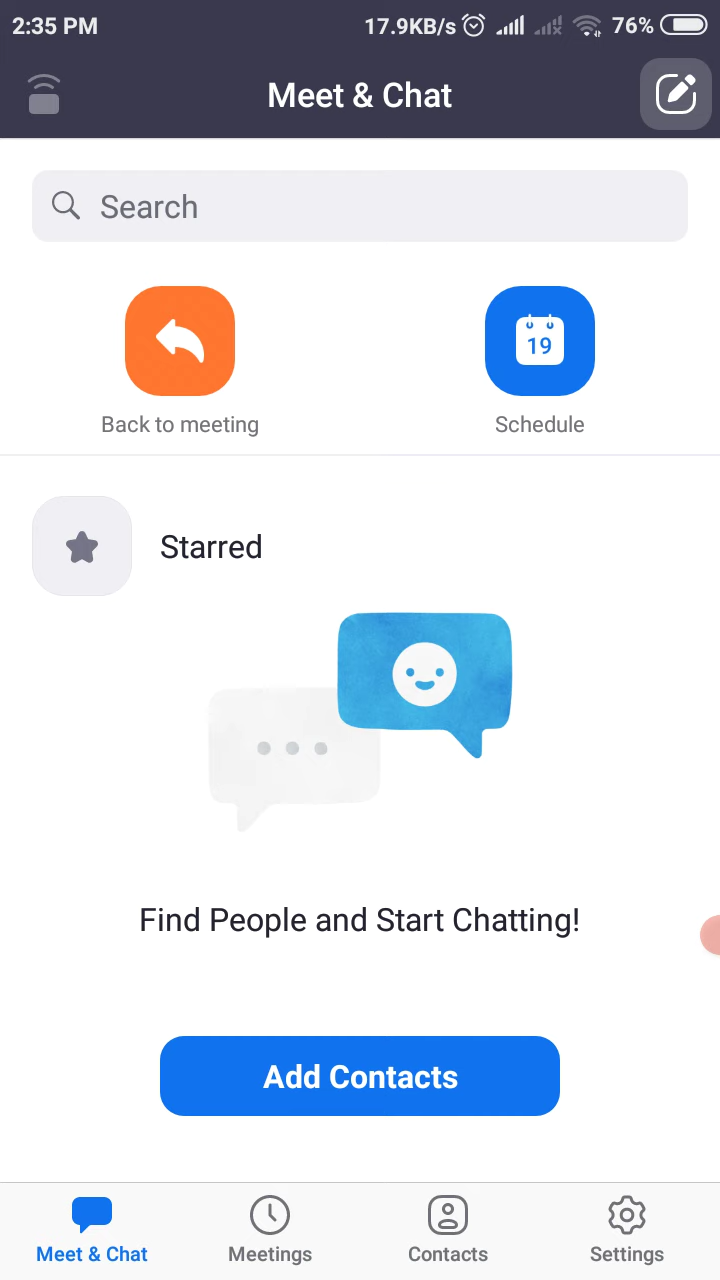 2:35 PM 17.9KB/s 76%
Meet & Chat
Search
19
Back to meeting Schedule
Starred
Find People and Start Chatting!
Add Contacts
Meet & Chat Meetings Contacts Settings